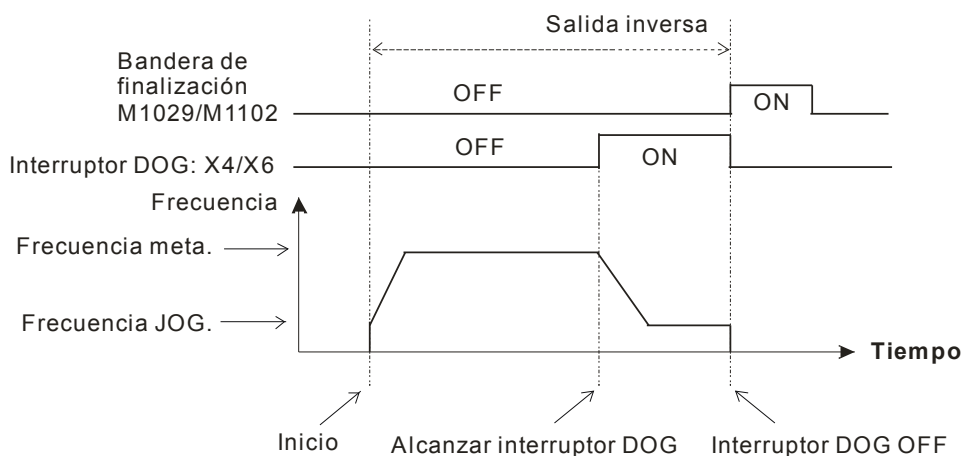 Salida inversa
Bandera de
finalización
M1029/M1102
OFF
ON
Interruptor DOG: X4/X6
OFF
ON
Frecuencia
Frecuencia meta.
Frecuencia JOG.
Tiempo
Inicio
Alcanzar interruptor DOG
Interruptor DOG OFF